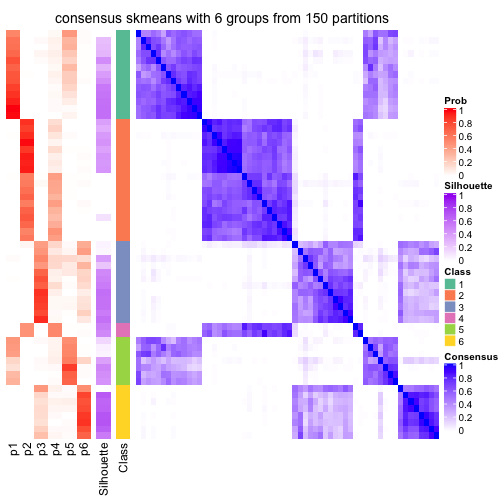 consensus skmeans with 6 groups from 150 partitions
Prob
1
0.8
0.6
0.4
0.2
0
Silhouette
1
0.8
0.6
0.4
0.2
0
Class
1
2
3
4
5
6
Consensus
1
0.8
0.6
0.4
0.2
0
p1
p2
p3
p4
p5
p6
Silhouette
Class